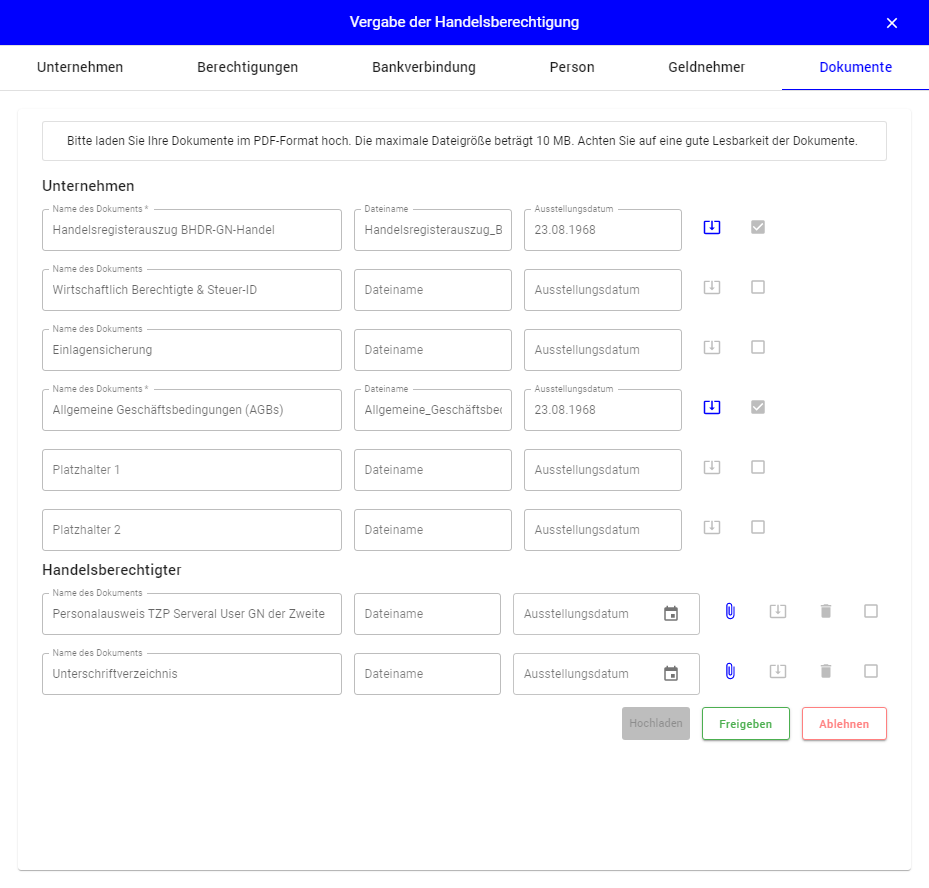 Vergabe der Handelsberechtigung
Unternehmen Berechtigungen Bankverbindung Person Geldnehmer Dokumente
Bitte laden Sie Ihre Dokumente im PDF-Format hoch. Die maximale Dateigröße beträgt 10 MB. Achten Sie auf eine gute Lesbarkeit der Dokumente.
Unternehmen
Name des Dokuments * Dateiname Ausstellungsdatum
Handelsregisterauszug BHDR-GN-Handel Handelsregisterauszug_B 23.08.1968
Name des Dokuments
Wirtschaftlich Berechtigte & Steuer-ID Dateiname Ausstellungsdatum
Name des Dokuments
Einlagensicherung Dateiname Ausstellungsdatum
Name des Dokuments * Dateiname Ausstellungsdatum
Allgemeine Geschäftsbedingungen (AGBs) Allgemeine_Geschäftsbec 23.08.1968
Platzhalter 1 Dateiname Ausstellungsdatum
Platzhalter 2 Dateiname Ausstellungsdatum
Handelsberechtigter
Name des Dokuments
Personalausweis TZP Serveral User GN der Zweite Dateiname Ausstellungsdatum
Name des Dokuments
Unterschriftverzeichnis Dateiname Ausstellungsdatum
Hochladen Freigeben Ablehnen